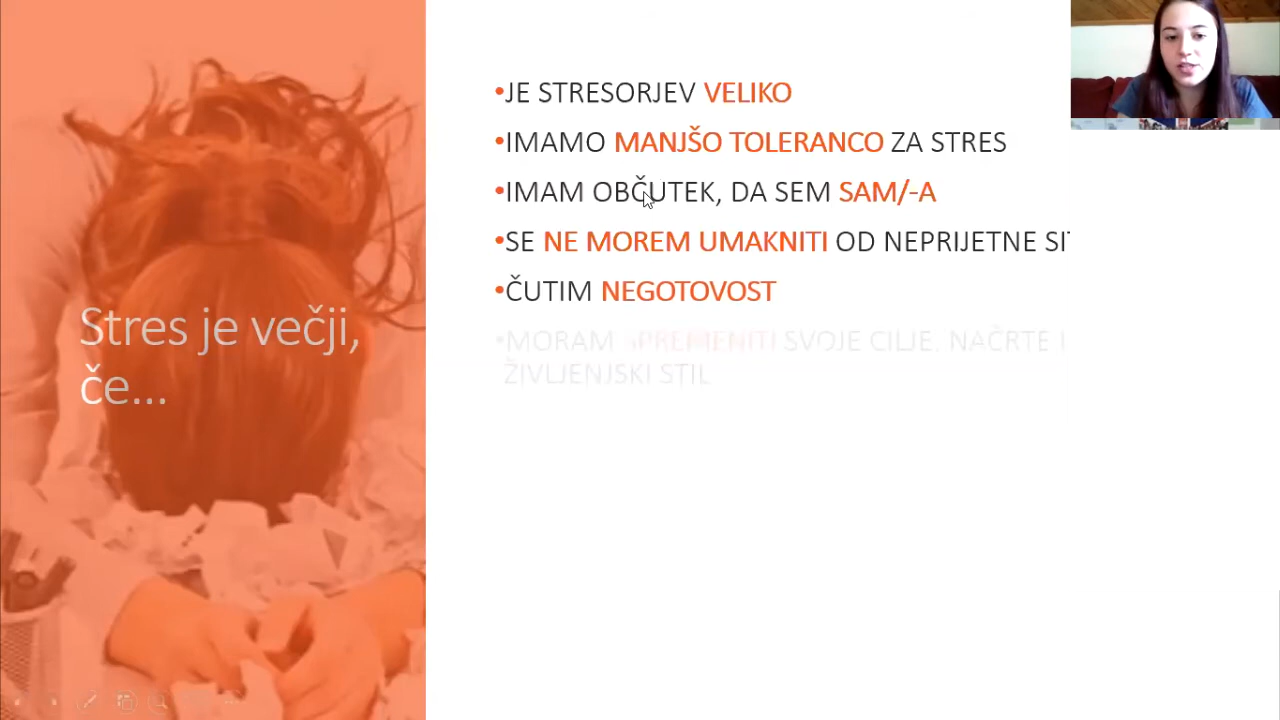 Stres je večji,
če...
•JE STRESORJEV VELIKO
•IMAMO MANJŠO TOLERANCO ZA STRES
•IMAM OBČUTEK, DA SEM SAM/-A
•SE NE MOREM UMAKNITI OD NEPRIJETNE
•ČUTIM NEGOTOVOST
•MORAM SPREMENITI SVOJE CILJE, NAČRTE
ŽIVLJENJSKI STIL